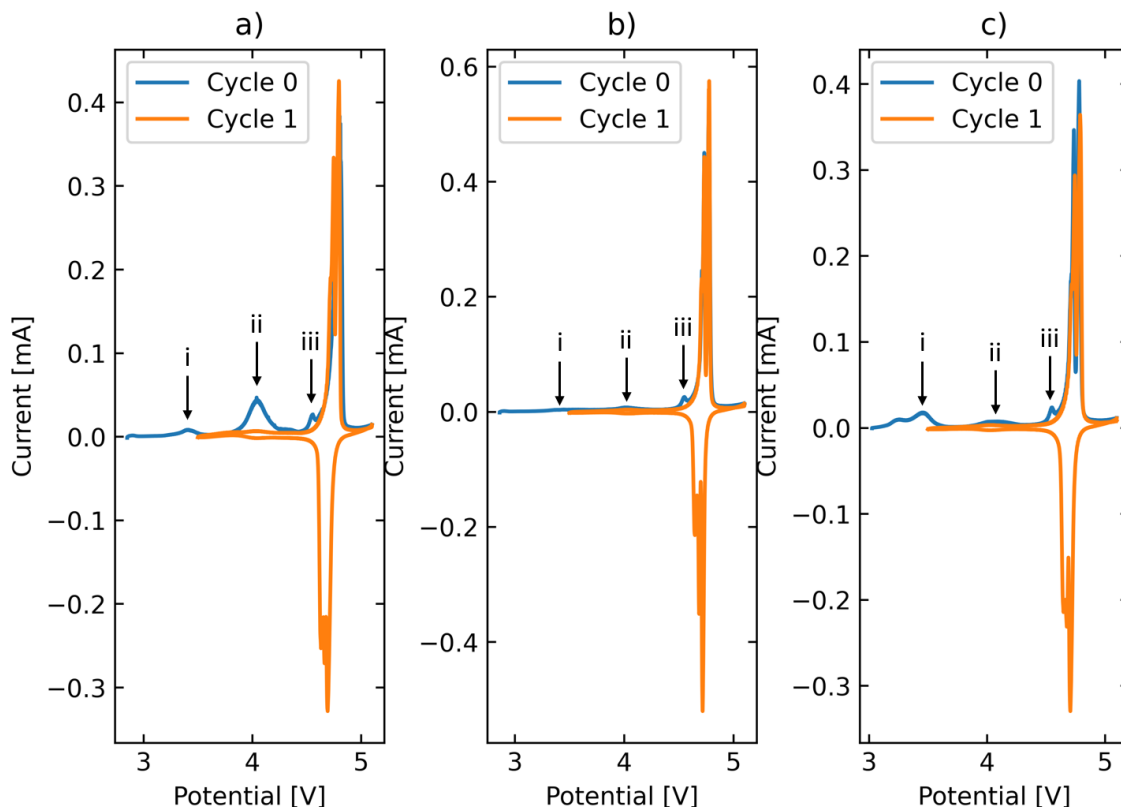 a)
Cycle 0
Cycle 1
i
ii
iii
0.4
0.3
0.2
0.1
0.0
−0.1
−0.2
−0.3
Current [mA]
3
4
5
Potential [V]
b)
Cycle 0
Cycle 1
i
ii
iii
0.6
0.4
0.2
0.0
−0.2
−0.4
Current [mA]
3
4
5
Potential [V]
c)
Cycle 0
Cycle 1
i
ii
iii
0.4
0.3
0.2
0.1
0.0
−0.1
−0.2
−0.3
Current [mA]
3
4
5
Potential [V]